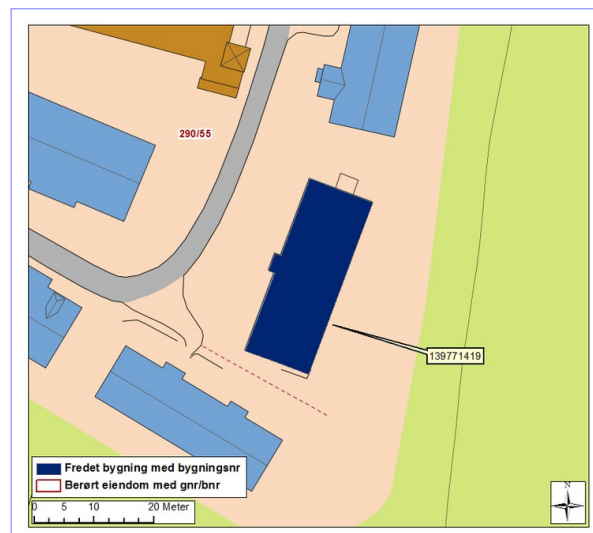 290/55
139771419
Fredet bygning med bygningsnr
Berørt eiendom med gnr/bnr
0 5 10 20 Meter
N